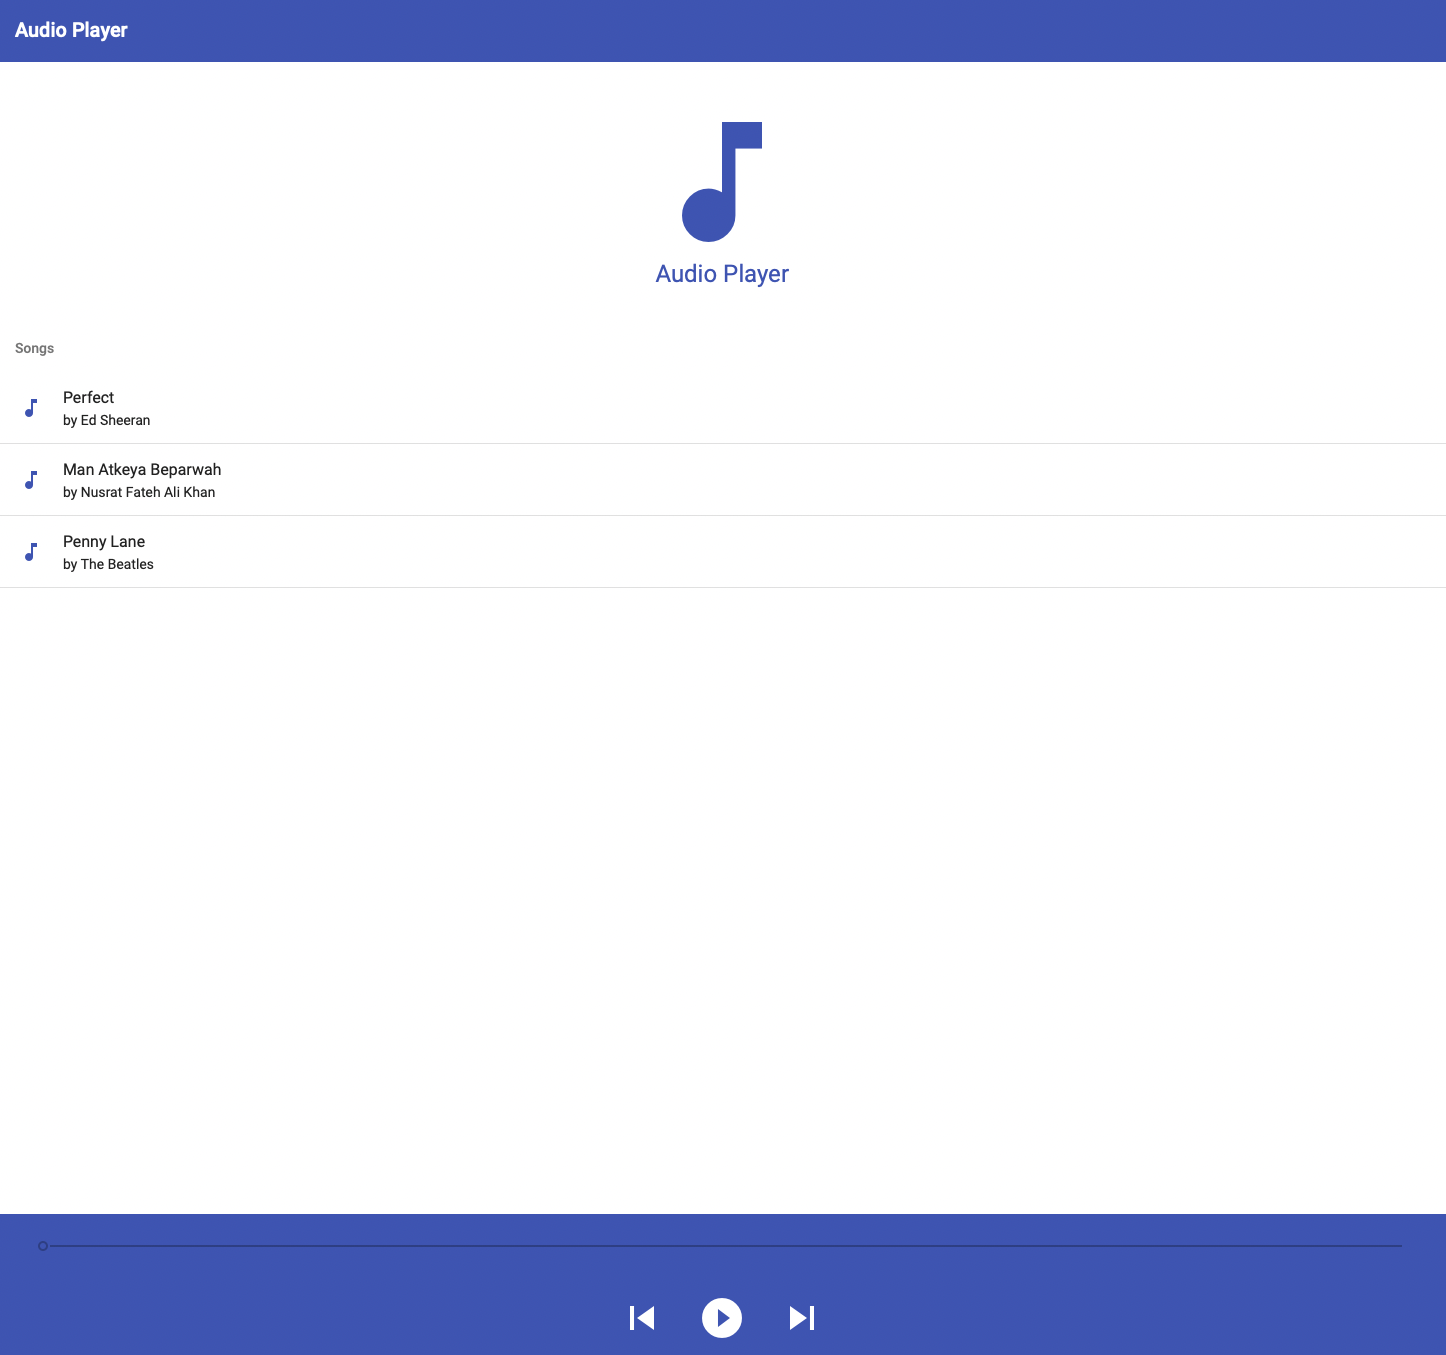 Audio Player
Audio Player
Songs
Perfect
by Ed Sheeran
Man Atkeya Beparwah
by Nusrat Fateh Ali Khan
Penny Lane
by The Beatles